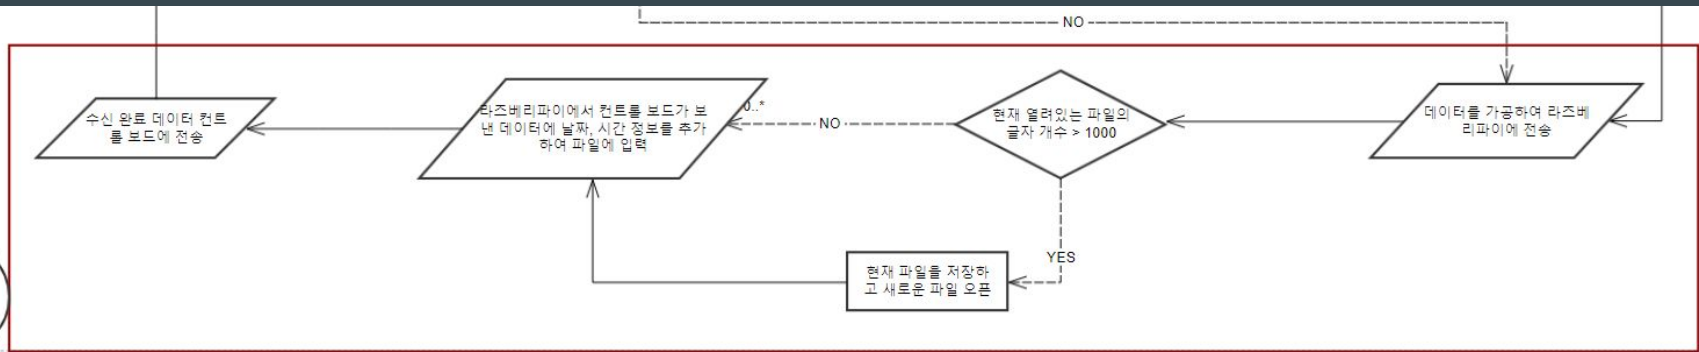 NO
수신 완료 데이터 컨트
롤 보드에 전송
라즈베리파이에서 컨트롤 보드가 보
낸 데이터에 날짜, 시간 정보를 추가
하여 파일에 입력
0..*
NO
현재 열려있는 파일의
글자 개수 > 1000
데이터를 가공하여 라즈베
리파이에 전송
YES
현재 파일을 저장하
고 새로운 파일 오픈